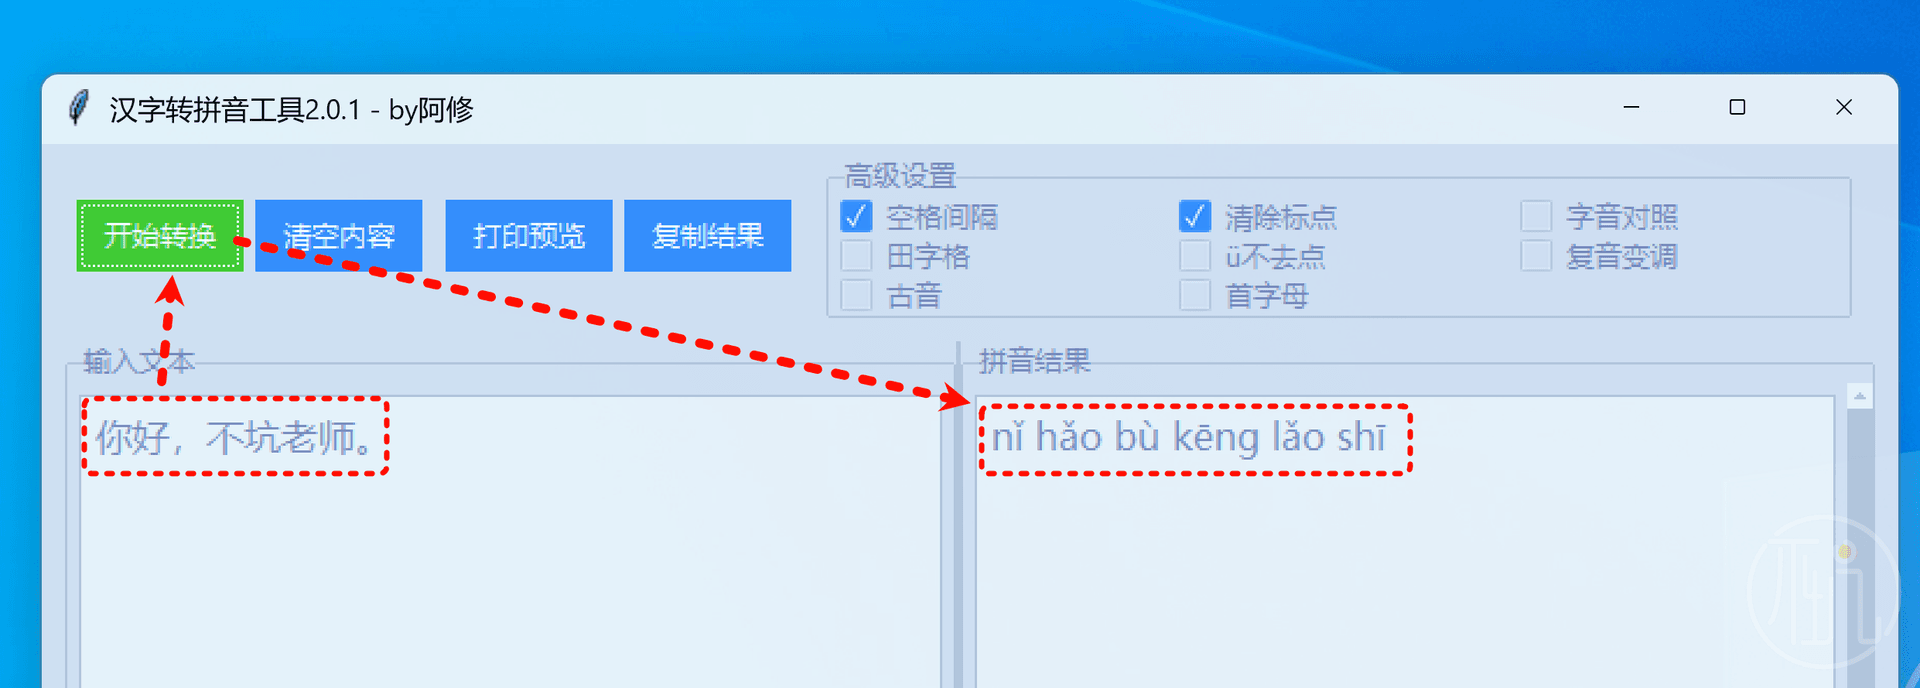 汉字转拼音工具2.0.1 - by阿修
开始转换 清空内容 打印预览 复制结果
高级设置
空格间隔 清除标点 字音对照
田字格 ü不去点 复音变调
古音 首字母
输入文本 拼音结果
你好，不坑老师。 nǐ hǎo bù kēng lǎo shī